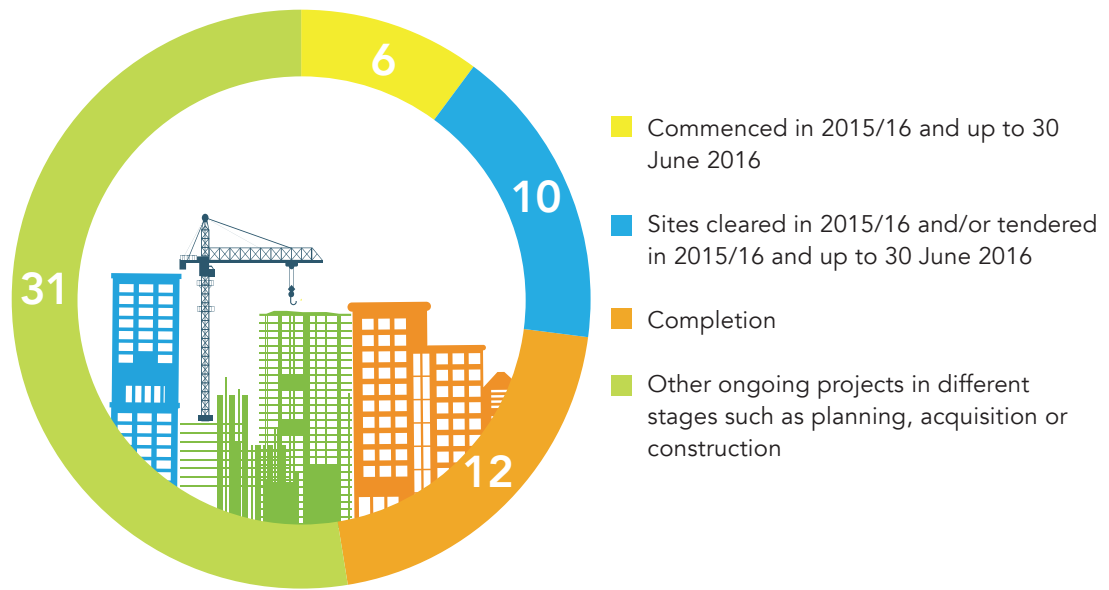 6
10
12
31
Commenced in 2015/16 and up to 30
June 2016
Sites cleared in 2015/16 and/or tendered
in 2015/16 and up to 30 June 2016
Completion
Other ongoing projects in different
stages such as planning, acquisition or
construction